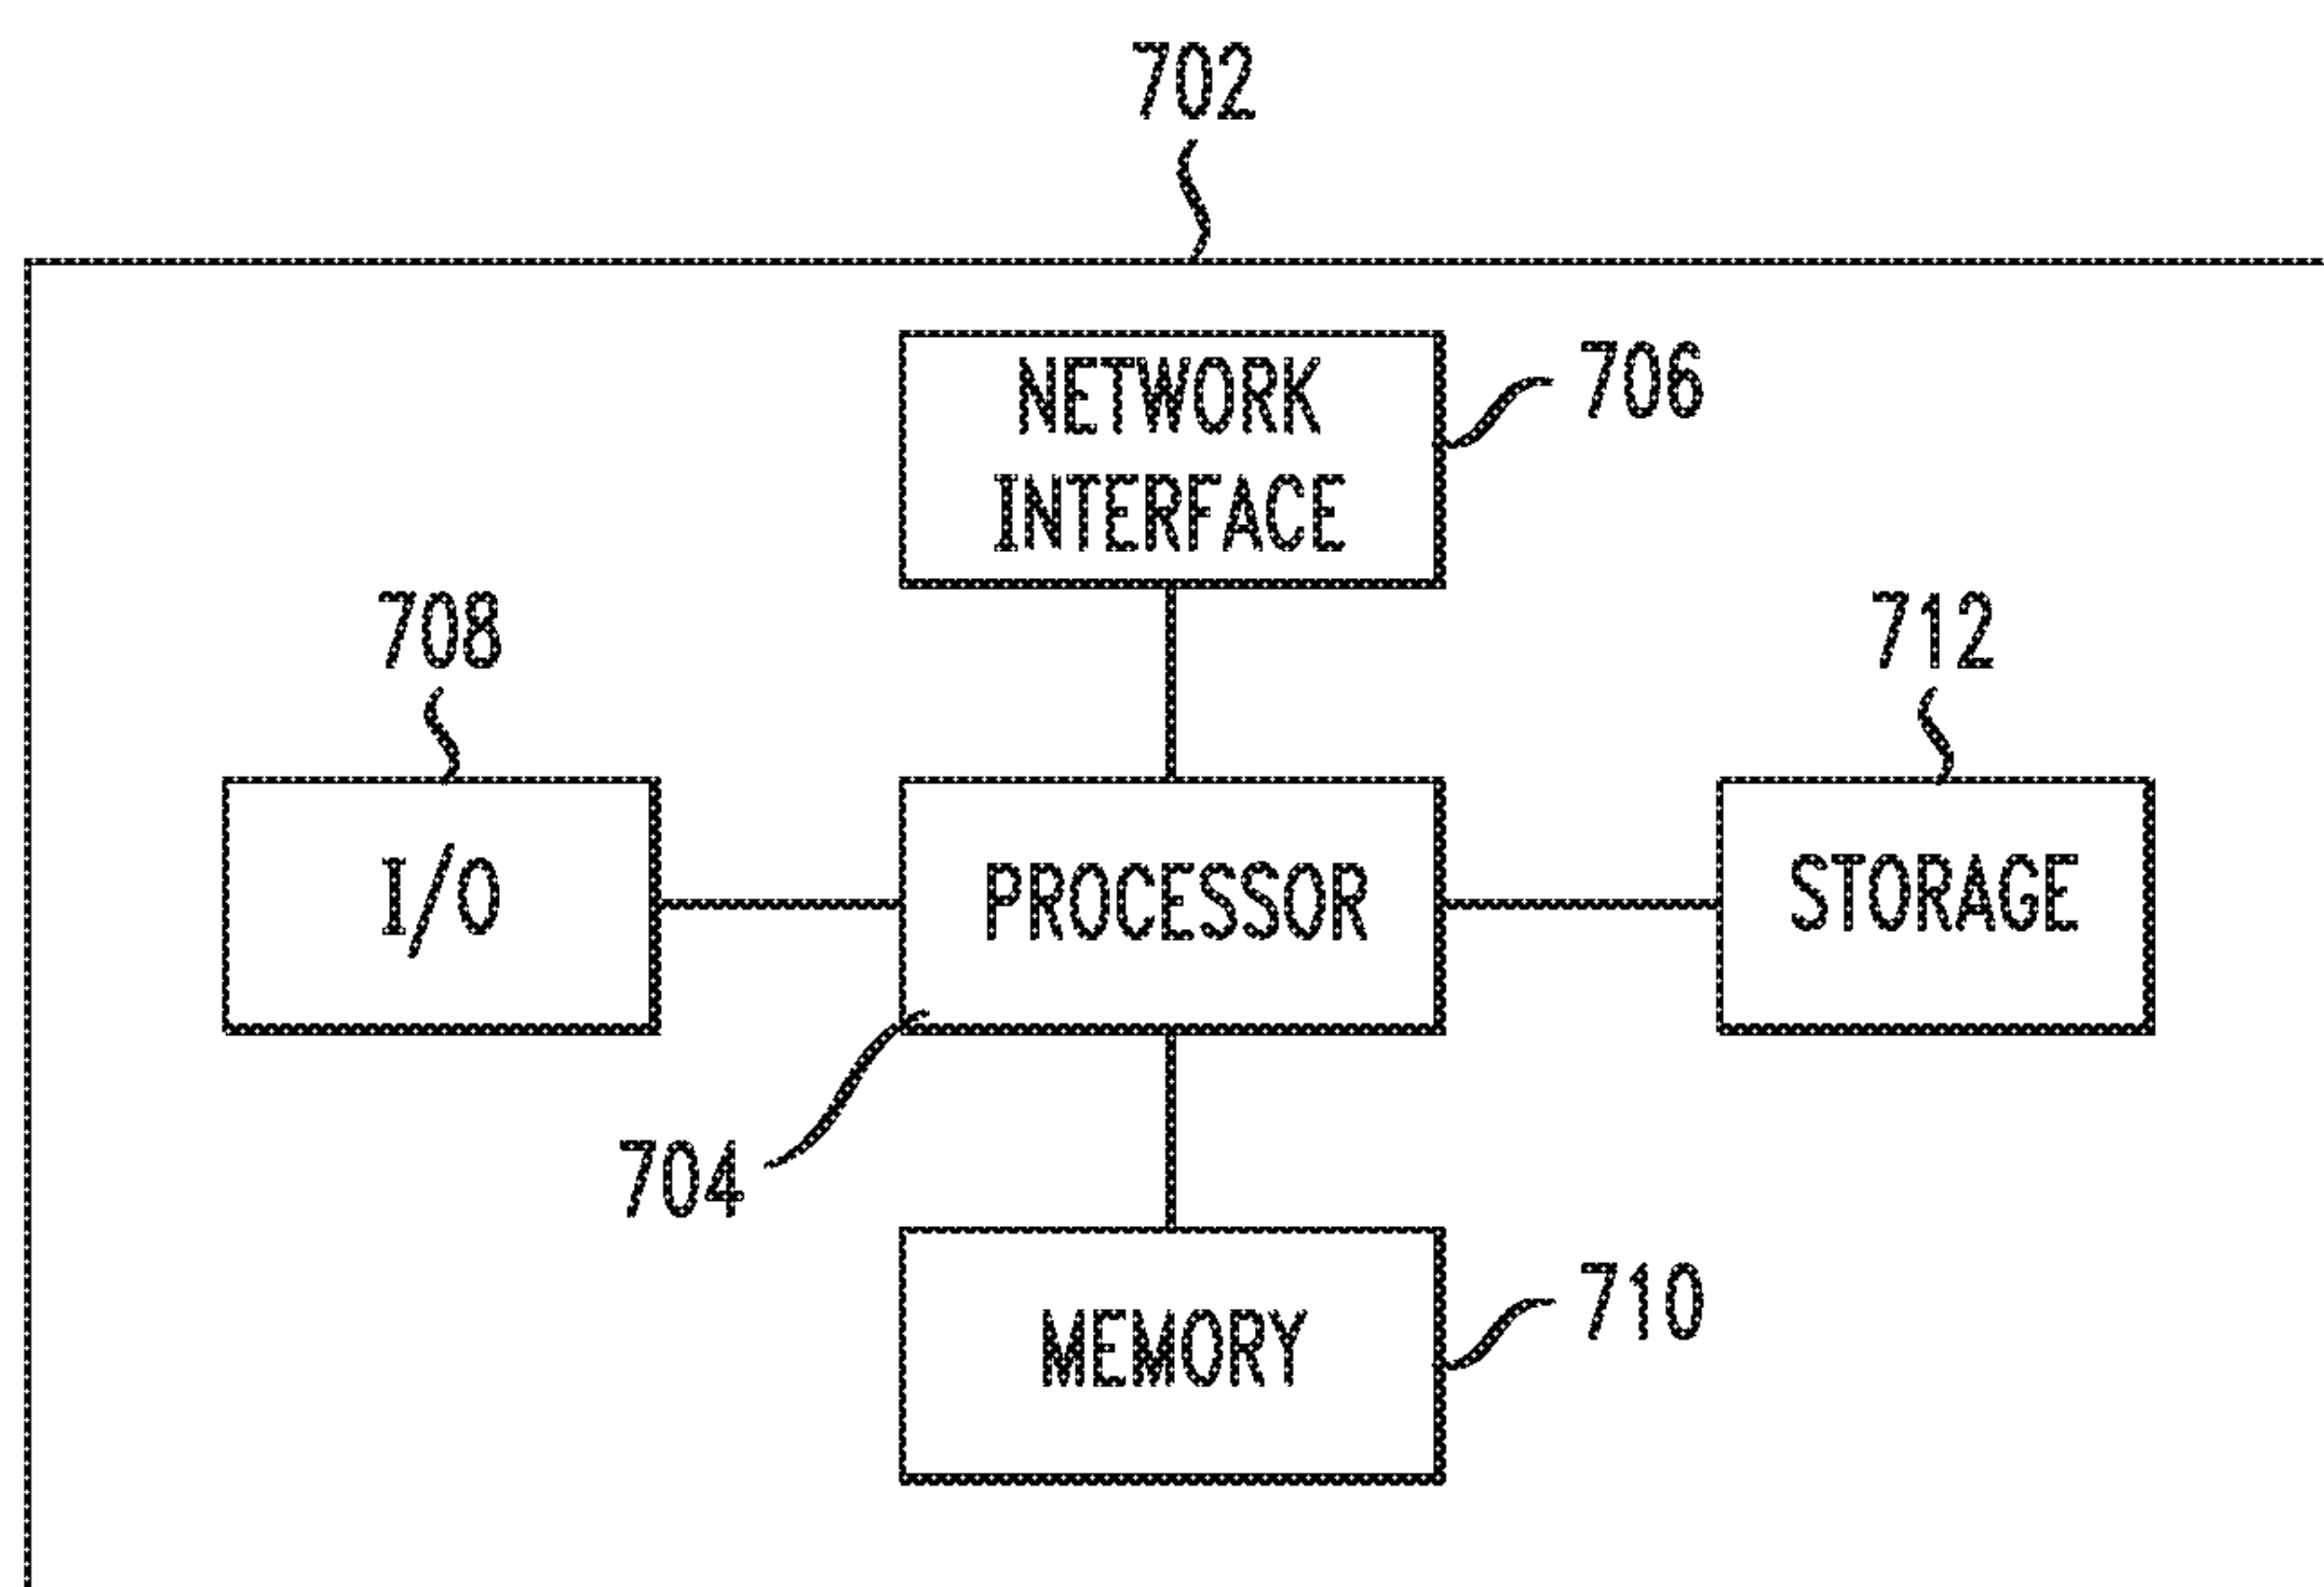 702
NETWORK
INTERFACE
706
708
712
I/O
PROCESSOR
STORAGE
704
MEMORY
710